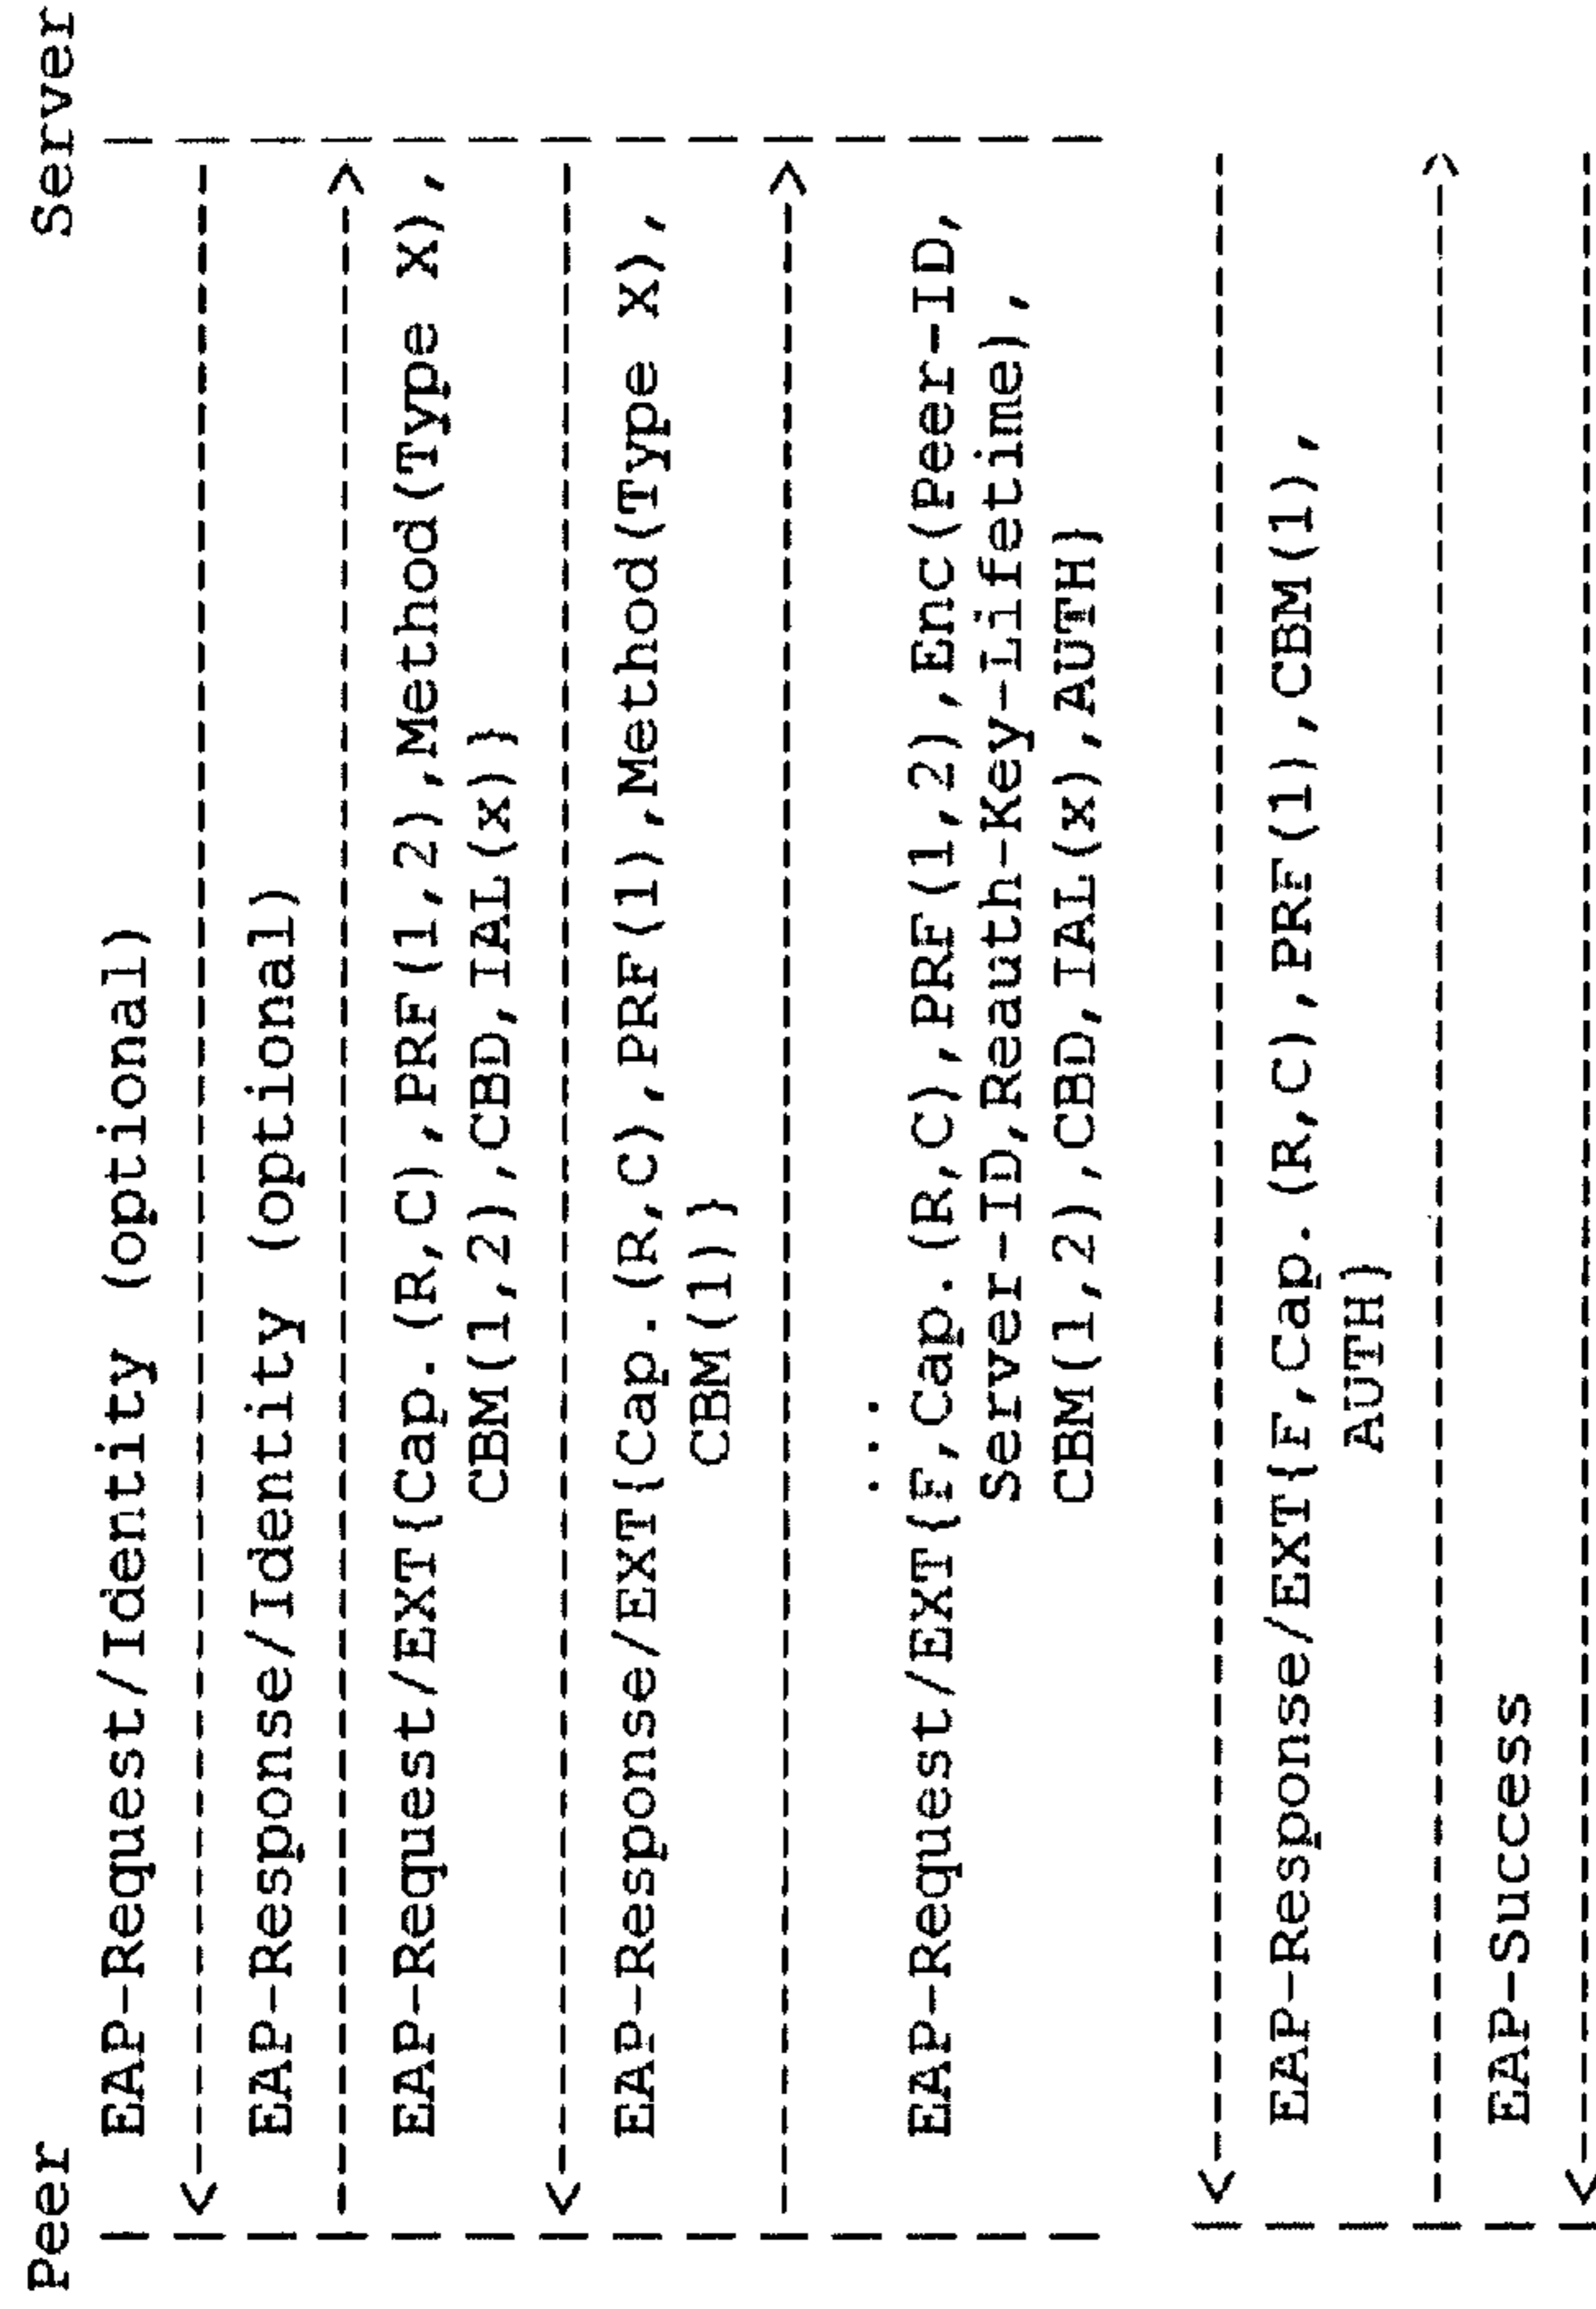 Peer Server
EAP-Request/Identity (optional)
<----------------------------
EAP-Response/Identity (optional)
---------------------------->
EAP-Request/EXT{Cap.(R,C),PRF(1,2),Method(Type X),
CBM(1,2),CBD,IAL(x)}
<----------------------------
EAP-Response/EXT{Cap.(R,C),PRF(1),Method(Type X),
CBM(1)}
---------------------------->
...
EAP-Request/EXT{F,Cap.(R,C),PRF(1,2),Enc(Peer-ID,
Server-ID,Reauth-Key-Lifetime),
CBM(1,2),CBD,IAL(x),AUTH}
<----------------------------
EAP-Response/EXT{F,Cap.(R,C),PRF(1),CBM(1),
AUTH}
---------------------------->
EAP-Success
<----------------------------